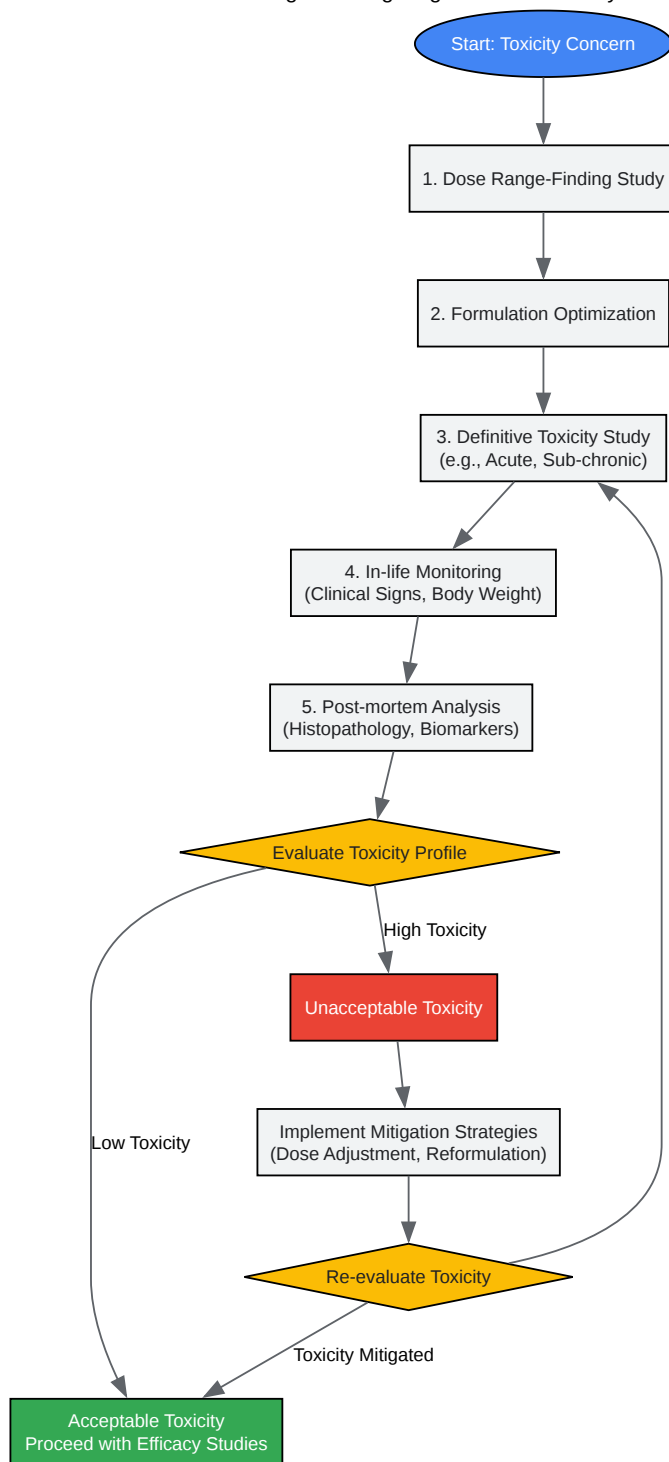 Start: Toxicity Concern
1. Dose Range-Finding Study
2. Formulation Optimization
3. Definitive Toxicity Study
(e.g., Acute, Sub-chronic)
4. In-life Monitoring
(Clinical Signs, Body Weight)
5. Post-mortem Analysis
(Histopathology, Biomarkers)
Evaluate Toxicity Profile
High Toxicity
Unacceptable Toxicity
Low Toxicity
Implement Mitigation Strategies
(Dose Adjustment, Reformulation)
Re-evaluate Toxicity
Toxicity Mitigated
Acceptable Toxicity
Proceed with Efficacy Studies